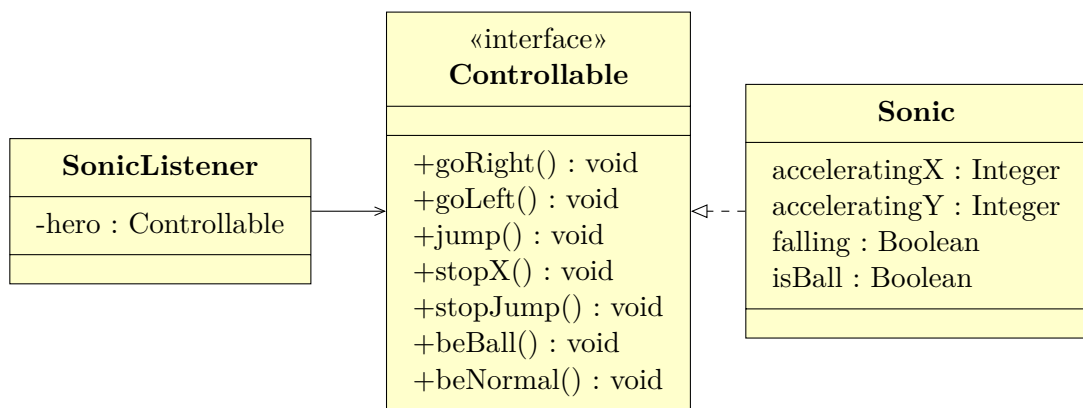 SonicListener
-hero : Controllable
«interface»
Controllable
+goRight() : void
+goLeft() : void
+jump() : void
+stopX() : void
+stopJump() : void
+beBall() : void
+beNormal() : void
Sonic
acceleratingX : Integer
acceleratingY : Integer
falling : Boolean
isBall : Boolean